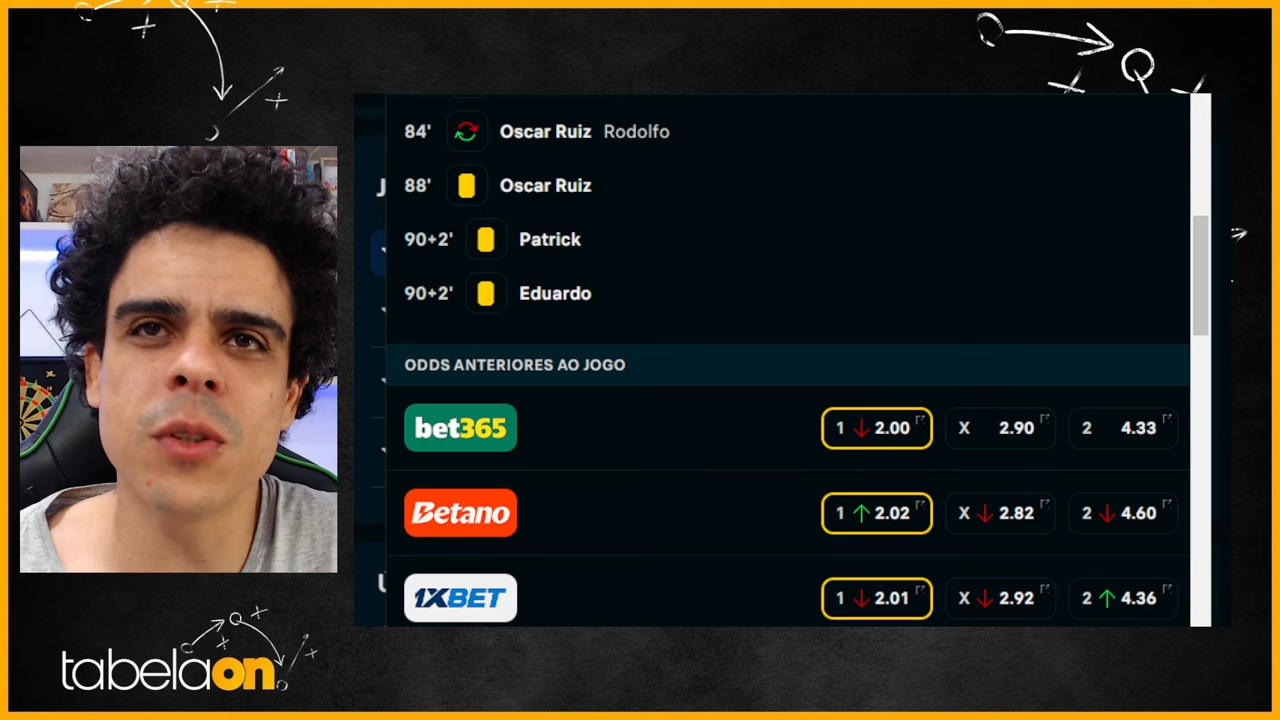 84' Oscar Ruiz Rodolfo
88' Oscar Ruiz
90+2' Patrick
90+2' Eduardo
ODDS ANTERIORES AO JOGO
bet365 1 2.00 X 2.90 2 4.33
Betano 1 2.02 X 2.82 2 4.60
1XBET 1 2.01 X 2.92 2 4.36
tabelaon